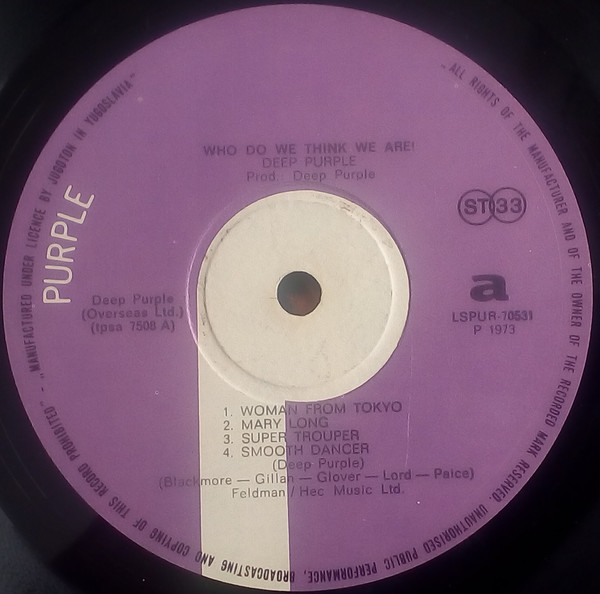 WHO DO WE THINK WE ARE!
DEEP PURPLE
Prod.: Deep Purple
PURPLE
ST 33
Deep Purple
(Overseas Ltd.)
(tpsa 7508 A)
a
LSPUR-70531
P 1973
1. WOMAN FROM TOKYO
2. MARY LONG
3. SUPER TROUPER
4. SMOOTH DANCER
(Deep Purple)
(Blackmore — Gillan — Glover — Lord — Paice)
Feldman / Hec Music Ltd.
„MANUFACTURED UNDER LICENCE BY JUGOTON IN YUGOSLAVIA” „ALL RIGHTS OF THE MANUFACTURER AND OF THE OWNER OF THE RECORDED MARK RESERVED. UNAUTHORISED PUBLIC PERFORMANCE, BROADCASTING AND COPYING OF THIS RECORD PROHIBITED” -